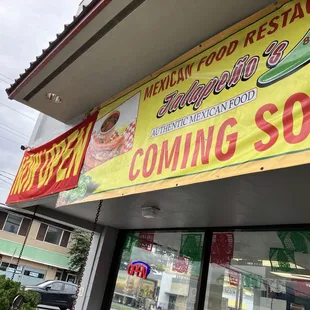 NOW OPEN
MEXICAN FOOD RESTA
Jalapeño's
AUTHENTIC MEXICAN FOOD
COMING SO
OPEN